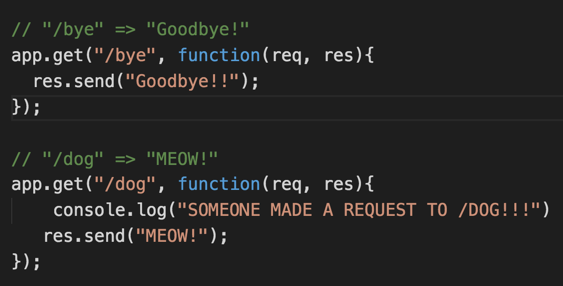 // "/bye" => "Goodbye!"
app.get("/bye", function(req, res){
  res.send("Goodbye!!");
});

// "/dog" => "MEOW!"
app.get("/dog", function(req, res){
    console.log("SOMEONE MADE A REQUEST TO /DOG!!!")
   res.send("MEOW!");
});